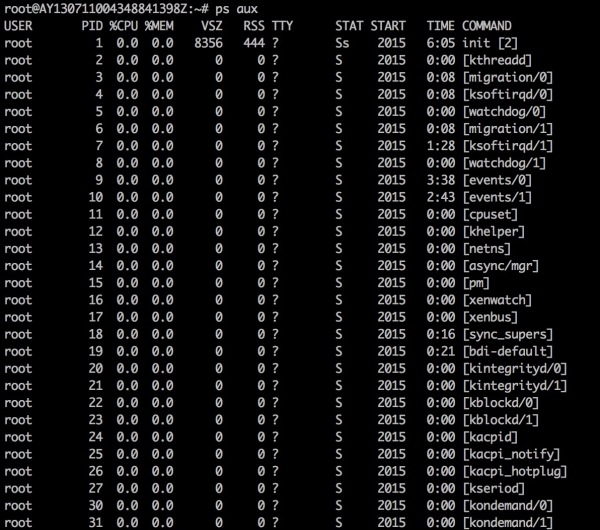 root@AY130711004348841398Z:~# ps aux
USER PID %CPU %MEM VSZ RSS TTY STAT START TIME COMMAND
root 1 0.0 0.0 8356 444 ? Ss 2015 6:05 init [2]
root 2 0.0 0.0 0 0 ? S 2015 0:00 [kthreadd]
root 3 0.0 0.0 0 0 ? S 2015 0:08 [migration/0]
root 4 0.0 0.0 0 0 ? S 2015 0:08 [ksoftirqd/0]
root 5 0.0 0.0 0 0 ? S 2015 0:00 [watchdog/0]
root 6 0.0 0.0 0 0 ? S 2015 0:08 [migration/1]
root 7 0.0 0.0 0 0 ? S 2015 1:28 [ksoftirqd/1]
root 8 0.0 0.0 0 0 ? S 2015 0:00 [watchdog/1]
root 9 0.0 0.0 0 0 ? S 2015 3:38 [events/0]
root 10 0.0 0.0 0 0 ? S 2015 2:43 [events/1]
root 11 0.0 0.0 0 0 ? S 2015 0:00 [cpuset]
root 12 0.0 0.0 0 0 ? S 2015 0:00 [khelper]
root 13 0.0 0.0 0 0 ? S 2015 0:00 [netns]
root 14 0.0 0.0 0 0 ? S 2015 0:00 [async/mgr]
root 15 0.0 0.0 0 0 ? S 2015 0:00 [pm]
root 16 0.0 0.0 0 0 ? S 2015 0:00 [xenwatch]
root 17 0.0 0.0 0 0 ? S 2015 0:00 [xenbus]
root 18 0.0 0.0 0 0 ? S 2015 0:16 [sync_supers]
root 19 0.0 0.0 0 0 ? S 2015 0:21 [bdi-default]
root 20 0.0 0.0 0 0 ? S 2015 0:00 [kintegrityd/0]
root 21 0.0 0.0 0 0 ? S 2015 0:00 [kintegrityd/1]
root 22 0.0 0.0 0 0 ? S 2015 0:00 [kblockd/0]
root 23 0.0 0.0 0 0 ? S 2015 0:00 [kblockd/1]
root 24 0.0 0.0 0 0 ? S 2015 0:00 [kacpid]
root 25 0.0 0.0 0 0 ? S 2015 0:00 [kacpi_notify]
root 26 0.0 0.0 0 0 ? S 2015 0:00 [kacpi_hotplug]
root 27 0.0 0.0 0 0 ? S 2015 0:00 [kseriod]
root 30 0.0 0.0 0 0 ? S 2015 0:00 [kondemand/0]
root 31 0.0 0.0 0 0 ? S 2015 0:00 [kondemand/1]